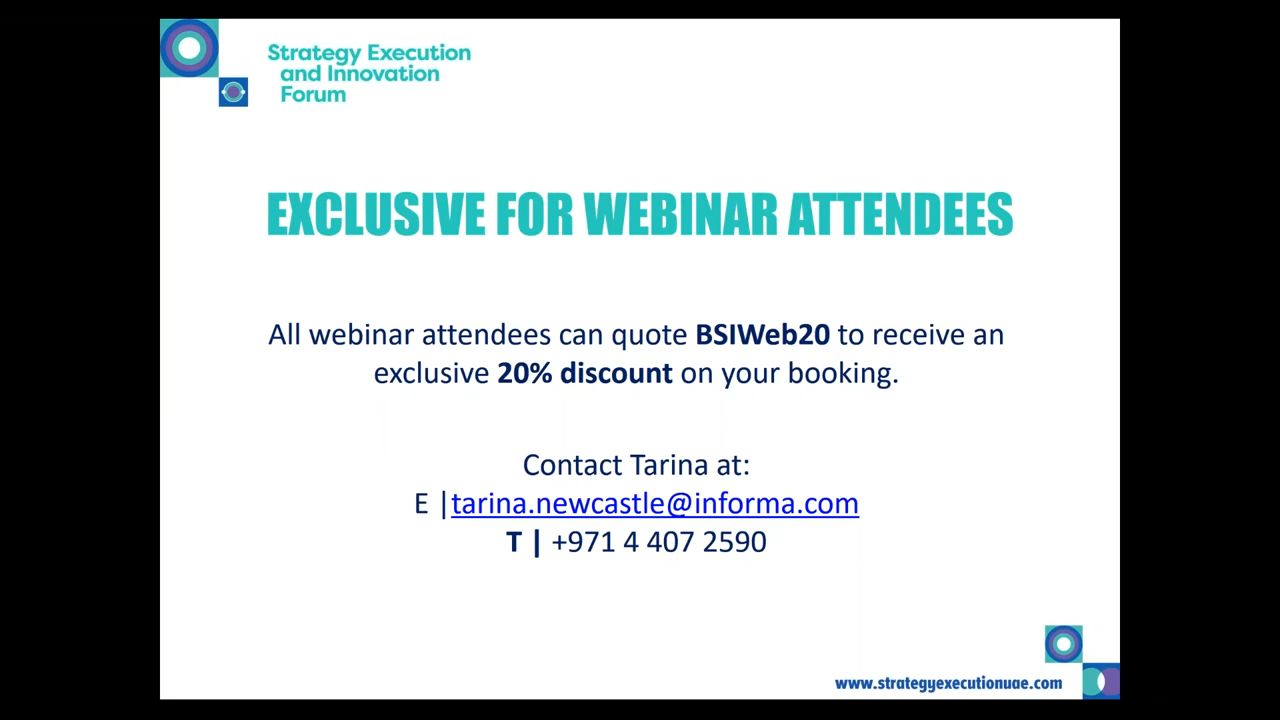 Strategy Execution
and Innovation
Forum
EXCLUSIVE FOR WEBINAR ATTENDEES
All webinar attendees can quote BSIWeb20 to receive an
exclusive 20% discount on your booking.
Contact Tarina at:
E |tarina.newcastle@informa.com
T | +971 4 407 2590
www.strategyexecutionuae.com